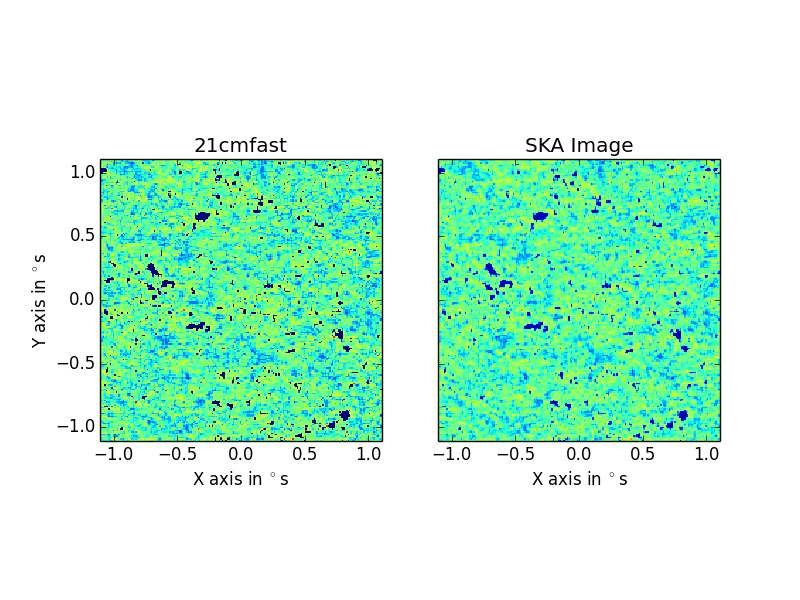 21cmfast
SKA Image
1.0
0.5
0.0
−0.5
−1.0
Y axis in °s
−1.0 −0.5 0.0 0.5 1.0
−1.0 −0.5 0.0 0.5 1.0
X axis in °s
X axis in °s